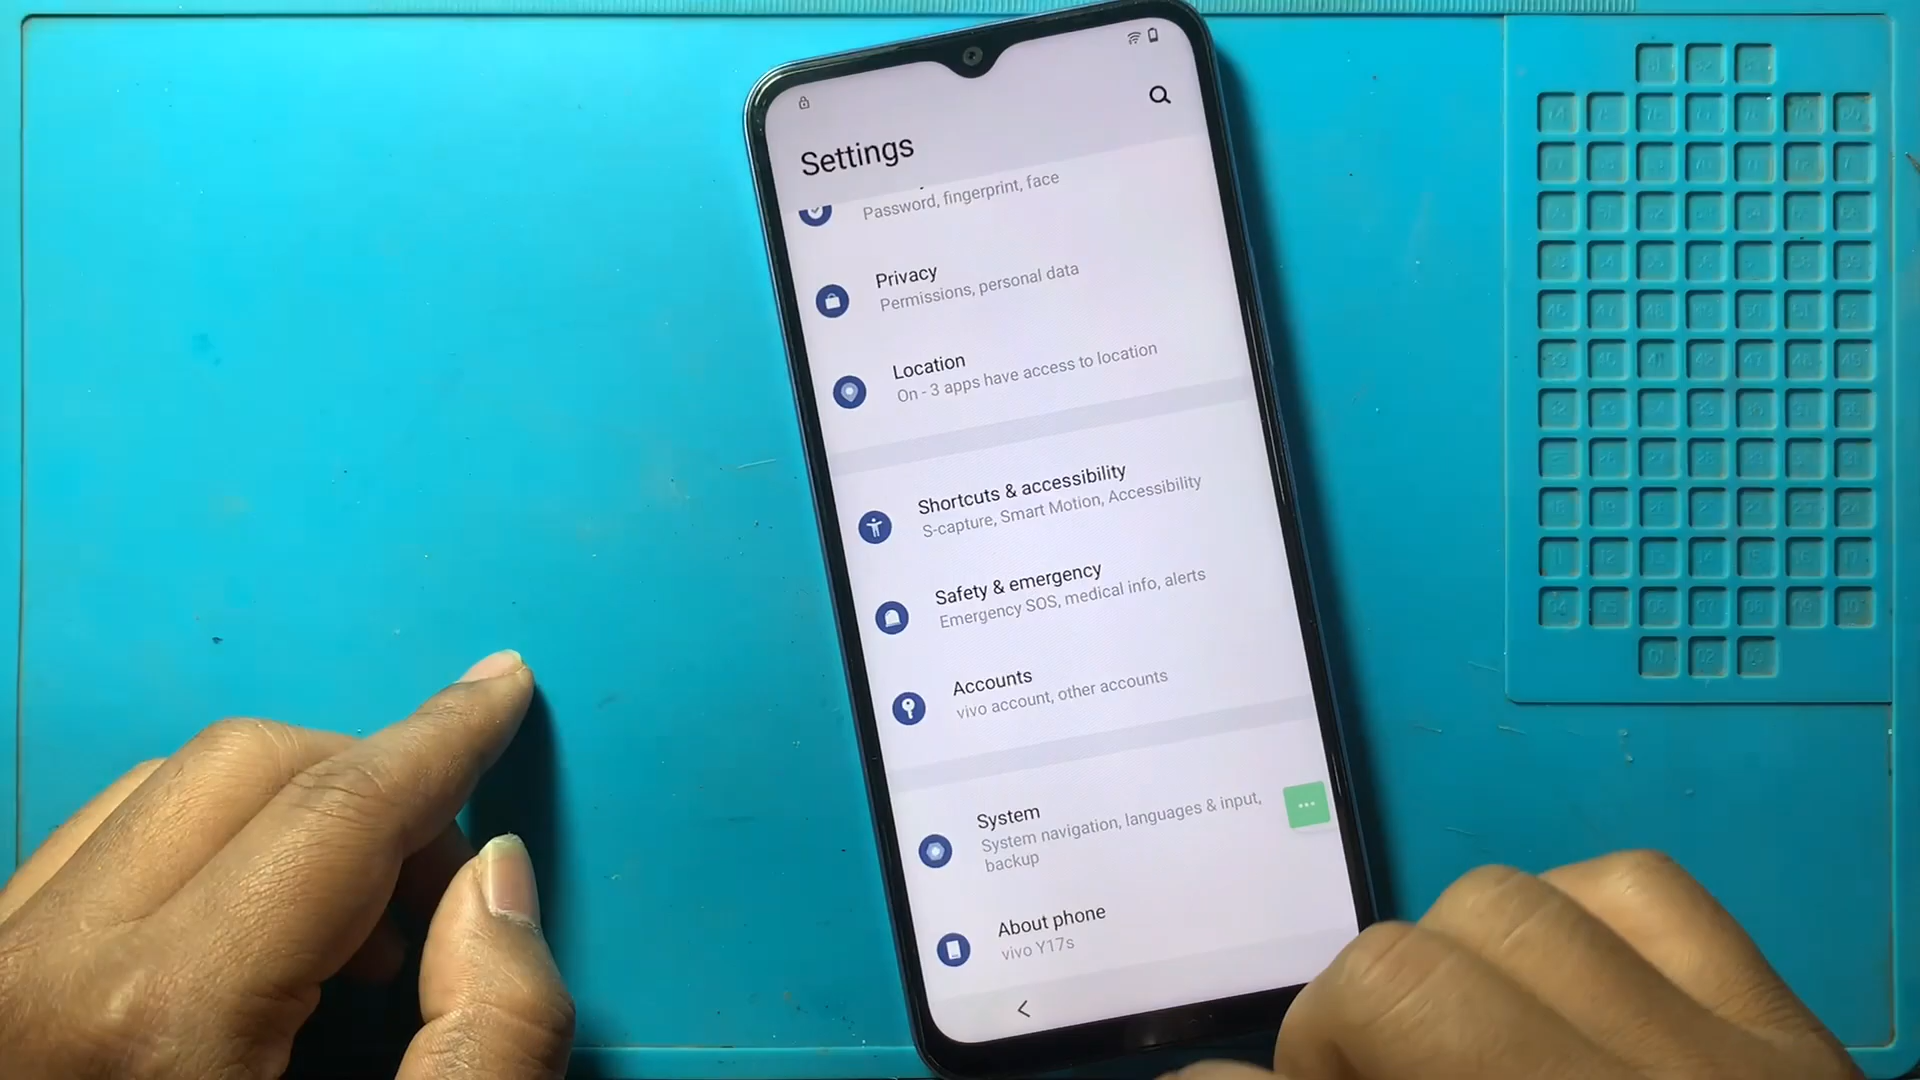 Settings
Password, fingerprint, face
Privacy
Permissions, personal data
Location
On - 3 apps have access to location
Shortcuts & accessibility
S-capture, Smart Motion, Accessibility
Safety & emergency
Emergency SOS, medical info, alerts
Accounts
vivo account, other accounts
System
System navigation, languages & input,
backup
About phone
vivo Y17s